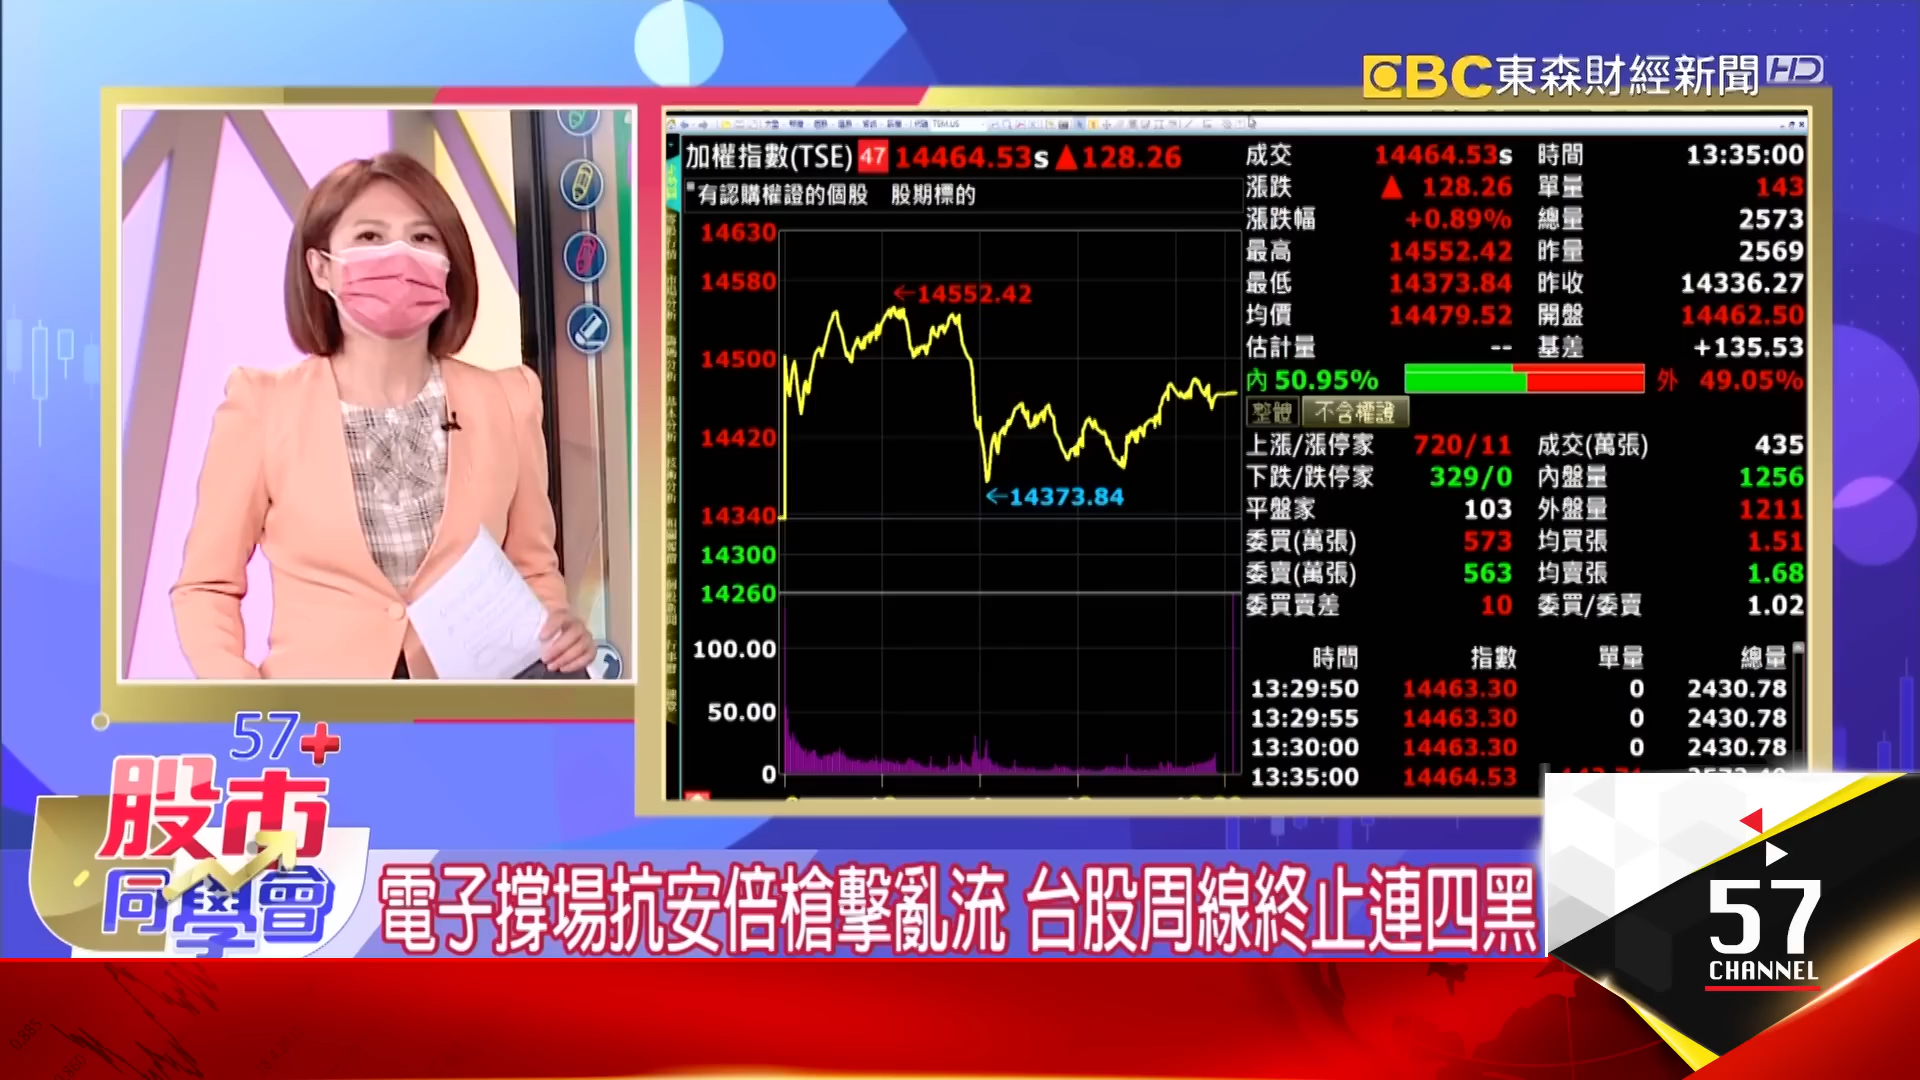 EBC東森財經新聞HD
加權指數(TSE) 47 14464.53s ▲128.26
有認購權證的個股 股期標的
14630
14580
14500
14420
14340
14300
14260
100.00
50.00
0
←14552.42
←14373.84
成交 14464.53s 時間 13:35:00
漲跌 ▲ 128.26 單量 143
漲跌幅 +0.89% 總量 2573
最高 14552.42 昨量 2569
最低 14373.84 昨收 14336.27
均價 14479.52 開盤 14462.50
估計量 -- 基差 +135.53
內 50.95% 外 49.05%
整體 不含權證
上漲/漲停家 720/11 成交(萬張) 435
下跌/跌停家 329/0 內盤量 1256
平盤家 103 外盤量 1211
委買(萬張) 573 均買張 1.51
委賣(萬張) 563 均賣張 1.68
委買賣差 10 委買/委賣 1.02
時間 指數 單量 總量
13:29:50 14463.30 0 2430.78
13:29:55 14463.30 0 2430.78
13:30:00 14463.30 0 2430.78
13:35:00 14464.53
57+
股市
同學會
電子撐場抗安倍槍擊亂流 台股周線終止連四黑
57
CHANNEL